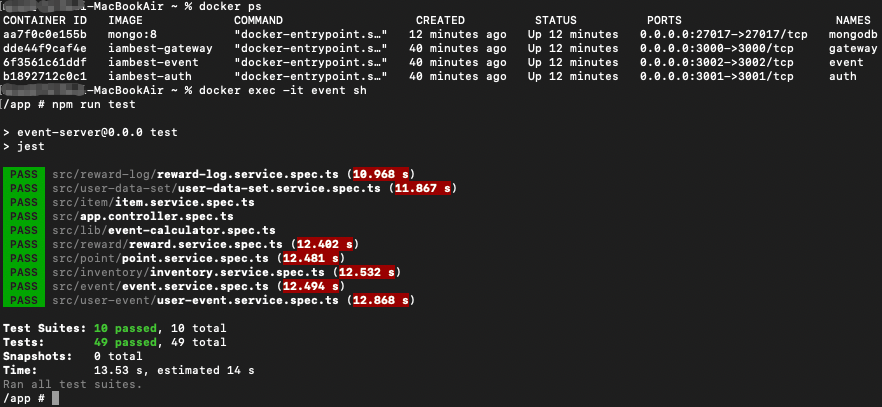 i-MacBookAir ~ % docker ps
CONTAINER ID   IMAGE             COMMAND                  CREATED          STATUS          PORTS                      NAMES
aa7f0c0e155b   mongo:8           "docker-entrypoint.s…"   12 minutes ago   Up 12 minutes   0.0.0.0:27017->27017/tcp   mongodb
dde44f9caf4e   iambest-gateway   "docker-entrypoint.s…"   40 minutes ago   Up 12 minutes   0.0.0.0:3000->3000/tcp     gateway
6f3561c61ddf   iambest-event     "docker-entrypoint.s…"   40 minutes ago   Up 12 minutes   0.0.0.0:3002->3002/tcp     event
b1892712c0c1   iambest-auth      "docker-entrypoint.s…"   40 minutes ago   Up 12 minutes   0.0.0.0:3001->3001/tcp     auth
i-MacBookAir ~ % docker exec -it event sh
/app # npm run test
> event-server@0.0.0 test
> jest
PASS src/reward-log/reward-log.service.spec.ts (10.968 s)
PASS src/user-data-set/user-data-set.service.spec.ts (11.867 s)
PASS src/item/item.service.spec.ts
PASS src/app.controller.spec.ts
PASS src/lib/event-calculator.spec.ts
PASS src/reward/reward.service.spec.ts (12.402 s)
PASS src/point/point.service.spec.ts (12.481 s)
PASS src/inventory/inventory.service.spec.ts (12.532 s)
PASS src/event/event.service.spec.ts (12.494 s)
PASS src/user-event/user-event.service.spec.ts (12.868 s)
Test Suites: 10 passed, 10 total
Tests:       49 passed, 49 total
Snapshots:   0 total
Time:        13.53 s, estimated 14 s
Ran all test suites.
/app #